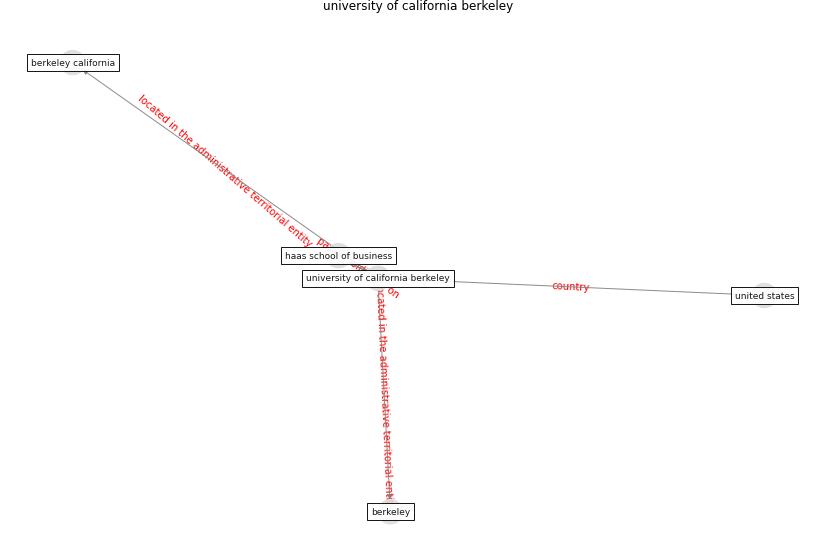 university of california berkeley
berkeley california
located in the administrative territorial entity
haas school of business
university of california berkeley
country
united states
located in the administrative territorial entity
berkeley